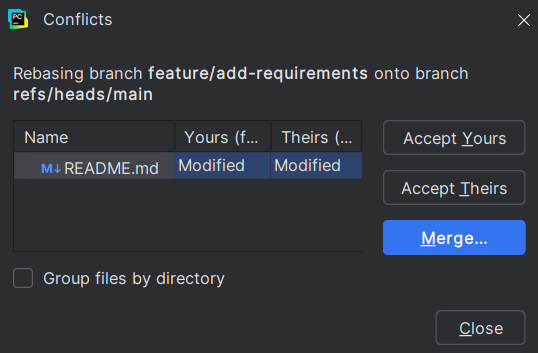 PC
Conflicts
Rebasing branch feature/add-requirements onto branch
refs/heads/main
Name Yours (f... Theirs (...
M↓ README.md Modified Modified
Accept Yours
Accept Theirs
Merge...
Group files by directory
Close